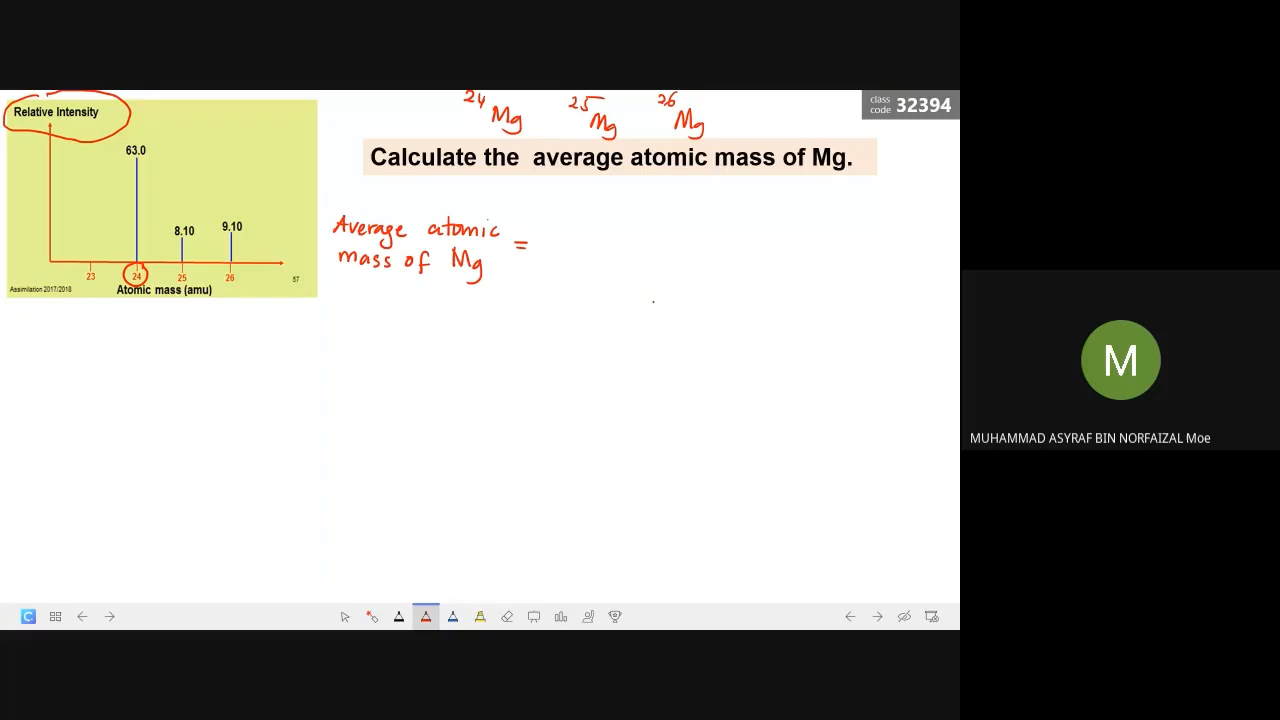 Relative Intensity
63.0
8.10
9.10
23
24
25
26
57
Assimilation 2017/2018
Atomic mass (amu)
24 Mg 25 Mg 26 Mg
class code 32394
Calculate the average atomic mass of Mg.
Average atomic
mass of Mg =
M
MUHAMMAD ASYRAF BIN NORFAIZAL Moe